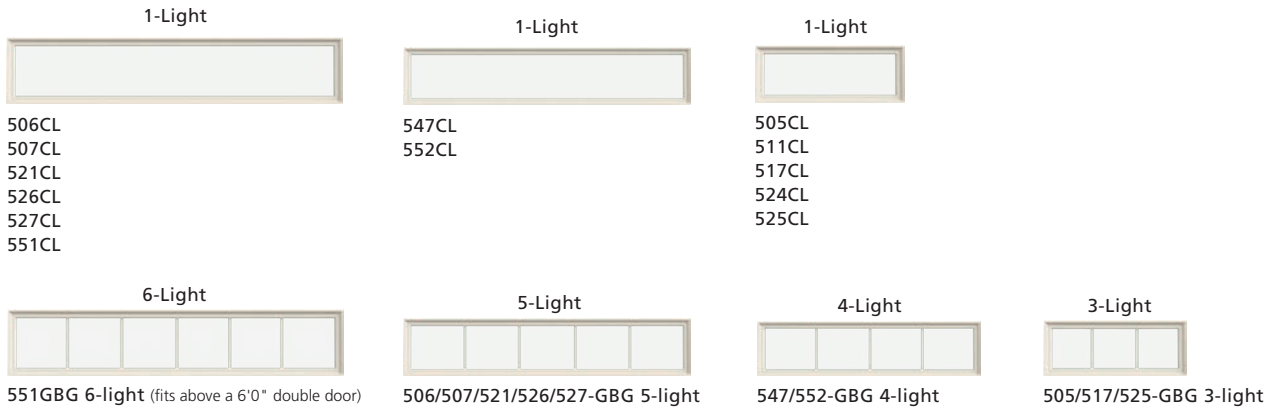 1-Light
506CL
507CL
521CL
526CL
527CL
551CL
1-Light
547CL
552CL
1-Light
505CL
511CL
517CL
524CL
525CL
6-Light
551GBG 6-light (fits above a 6'0" double door)
5-Light
506/507/521/526/527-GBG 5-light
4-Light
547/552-GBG 4-light
3-Light
505/517/525-GBG 3-light